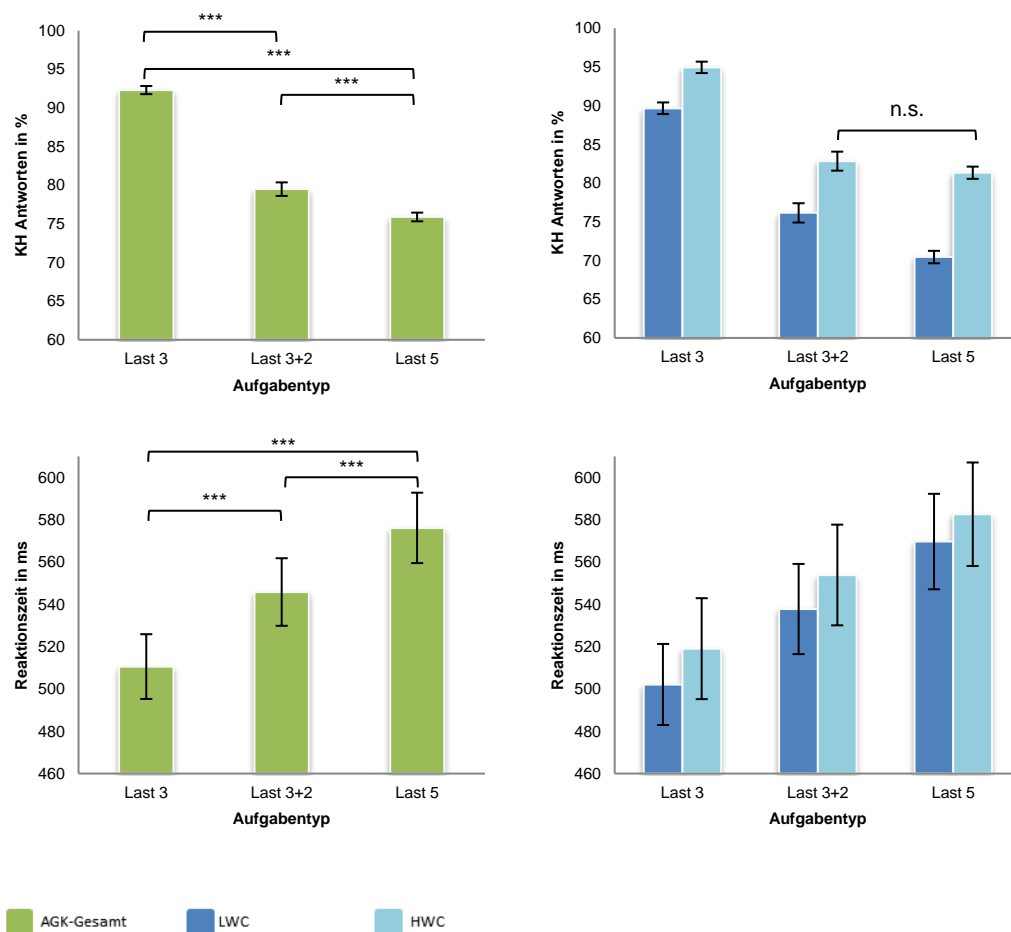 ***
***
***
100
95
90
85
80
75
70
65
60
KH Antworten in %
Last 3 Last 3+2 Last 5
Aufgabentyp
n.s.
100
95
90
85
80
75
70
65
60
KH Antworten in %
Last 3 Last 3+2 Last 5
Aufgabentyp
***
***
***
600
580
560
540
520
500
480
460
Reaktionszeit in ms
Last 3 Last 3+2 Last 5
Aufgabentyp
600
580
560
540
520
500
480
460
Reaktionszeit in ms
Last 3 Last 3+2 Last 5
Aufgabentyp
AGK-Gesamt LWC HWC